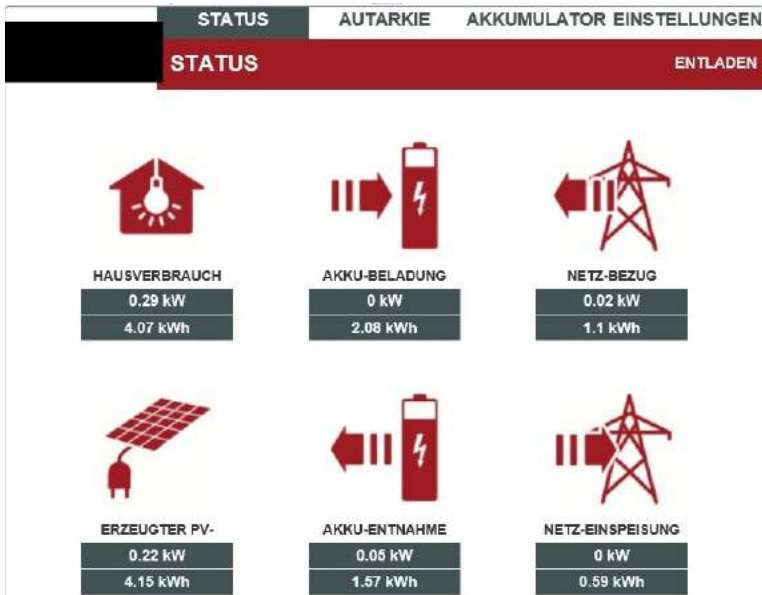 STATUS AUTARKIE AKKUMULATOR EINSTELLUNGEN
STATUS ENTLADEN
HAUSVERBRAUCH AKKU-BELADUNG NETZ-BEZUG
0.29 kW 0 kW 0.02 kW
4.07 kWh 2.08 kWh 1.1 kWh
ERZEUGTER PV- AKKU-ENTNAHME NETZ-EINSPEISUNG
0.22 kW 0.05 kW 0 kW
4.15 kWh 1.57 kWh 0.59 kWh